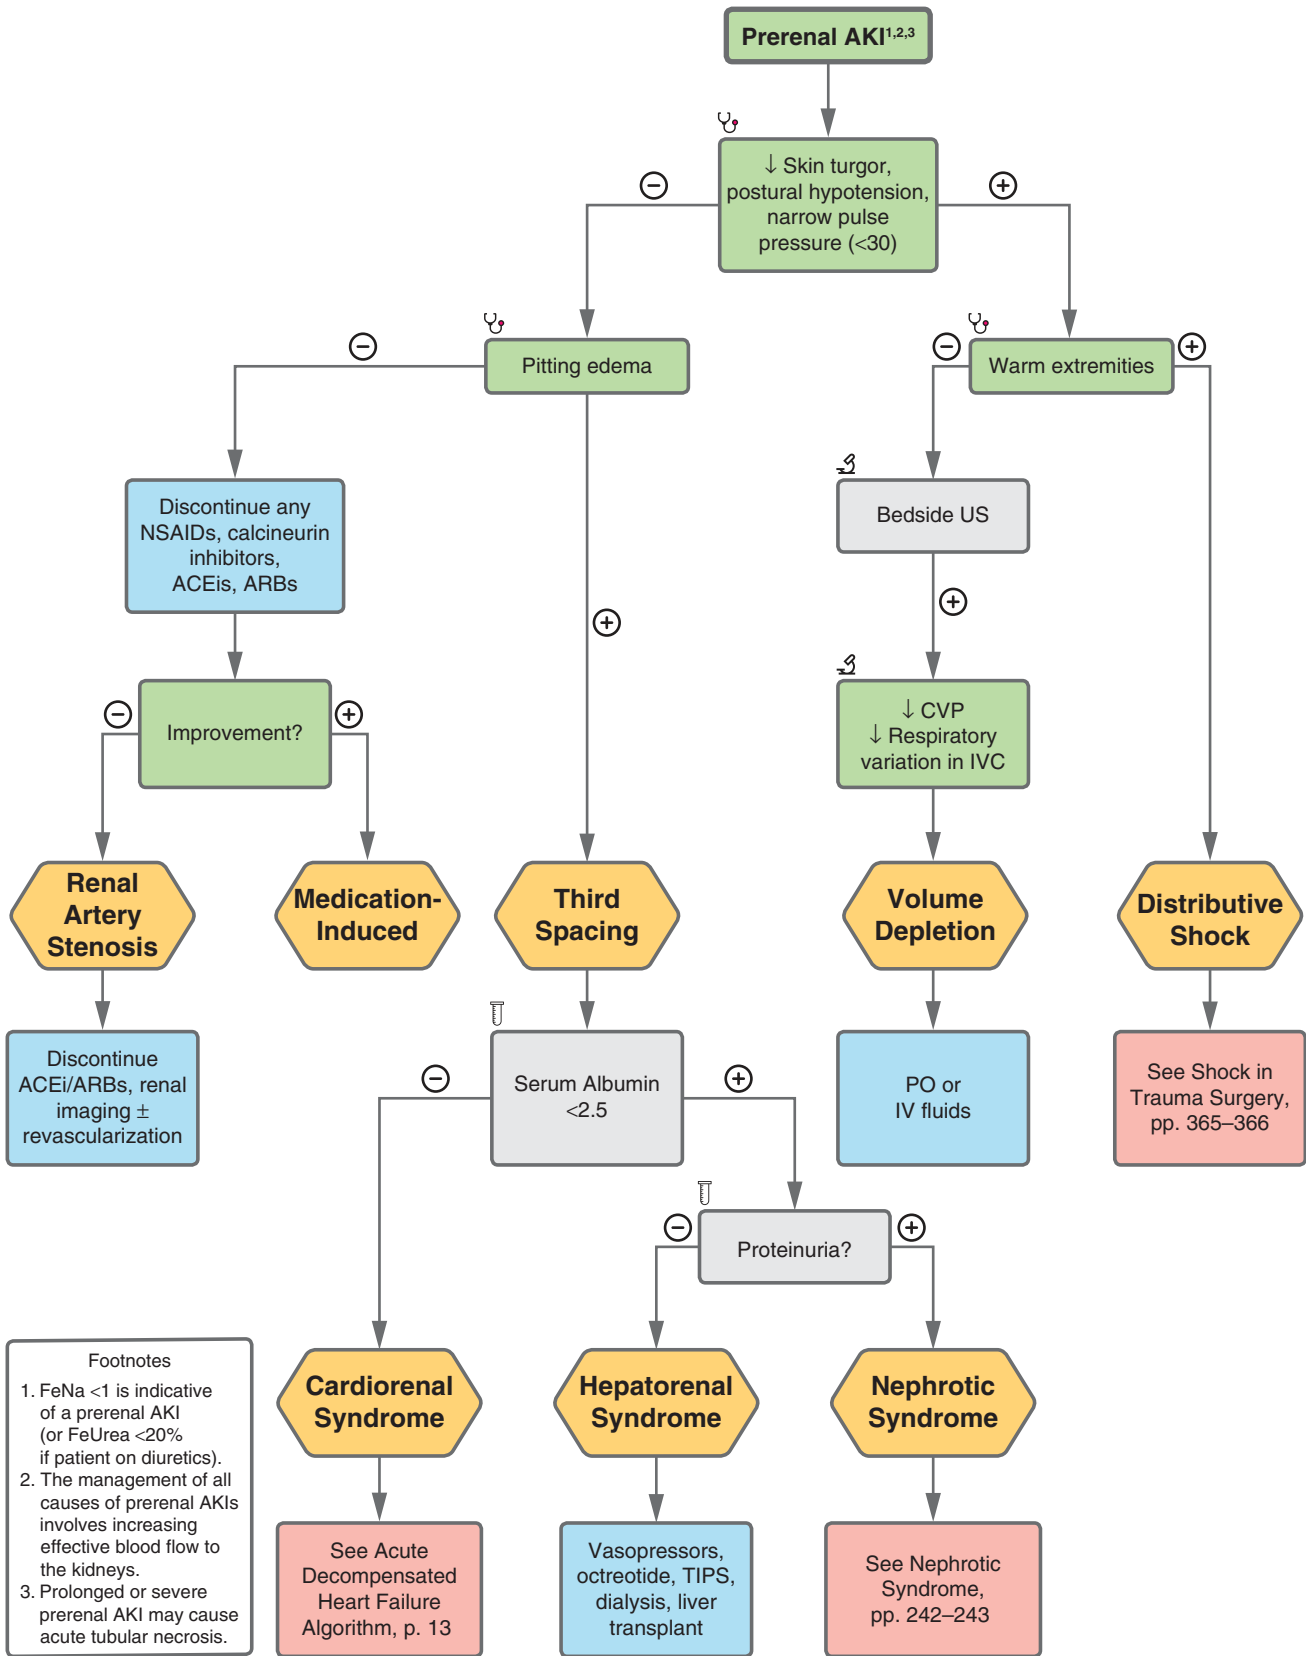 Prerenal AKI1,2,3
↓ Skin turgor,
postural hypotension,
narrow pulse
pressure (<30)
−
+
Pitting edema
−
Warm extremities
−
+
Discontinue any
NSAIDs, calcineurin
inhibitors,
ACEis, ARBs
Bedside US
+
+
Improvement?
−
+
↓ CVP
↓ Respiratory
variation in IVC
Renal
Artery
Stenosis
Medication-
Induced
Third
Spacing
Volume
Depletion
Distributive
Shock
Discontinue
ACEi/ARBs, renal
imaging ±
revascularization
Serum Albumin
<2.5
−
+
PO or
IV fluids
See Shock in
Trauma Surgery,
pp. 365–366
Proteinuria?
−
+
Cardiorenal
Syndrome
Hepatorenal
Syndrome
Nephrotic
Syndrome
See Acute
Decompensated
Heart Failure
Algorithm, p. 13
Vasopressors,
octreotide, TIPS,
dialysis, liver
transplant
See Nephrotic
Syndrome,
pp. 242–243
Footnotes
1. FeNa <1 is indicative
of a prerenal AKI
(or FeUrea <20%
if patient on diuretics).
2. The management of all
causes of prerenal AKIs
involves increasing
effective blood flow to
the kidneys.
3. Prolonged or severe
prerenal AKI may cause
acute tubular necrosis.